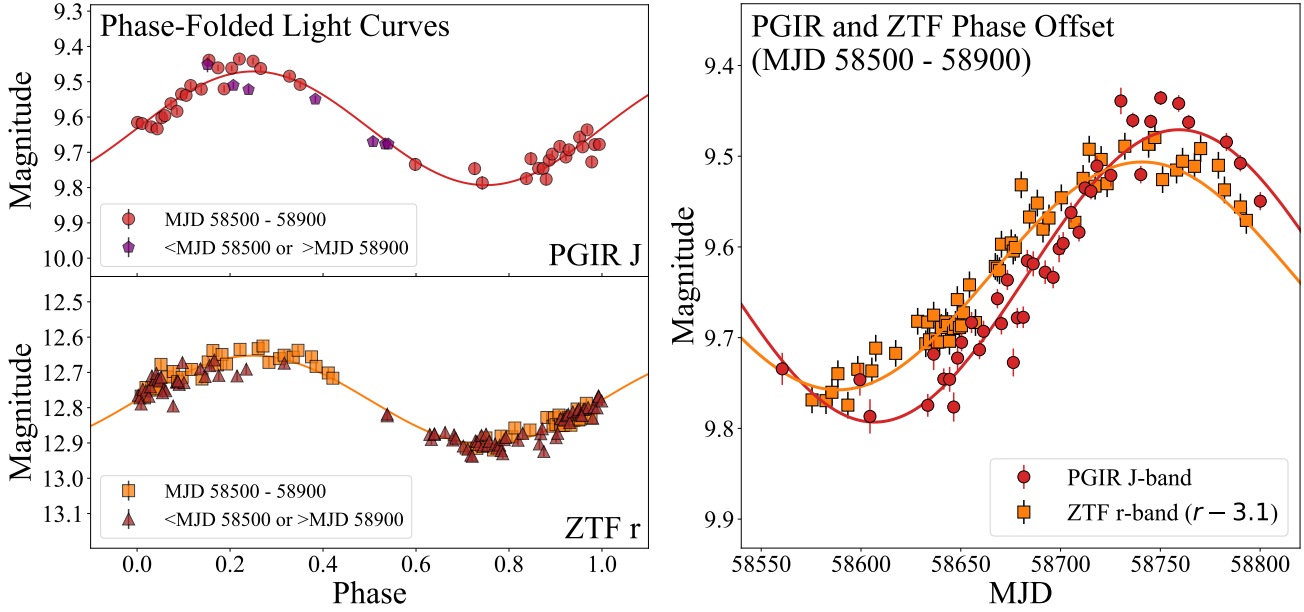 Phase-Folded Light Curves
9.3
9.4
9.5
9.6
9.7
9.8
9.9
10.0
Magnitude
MJD 58500 - 58900
<MJD 58500 or >MJD 58900
PGIR J
12.5
12.6
12.7
12.8
12.9
13.0
13.1
Magnitude
MJD 58500 - 58900
<MJD 58500 or >MJD 58900
ZTF r
0.0 0.2 0.4 0.6 0.8 1.0
Phase
PGIR and ZTF Phase Offset
(MJD 58500 - 58900)
9.4
9.5
9.6
9.7
9.8
9.9
Magnitude
PGIR J-band
ZTF r-band (r − 3.1)
58550 58600 58650 58700 58750 58800
MJD